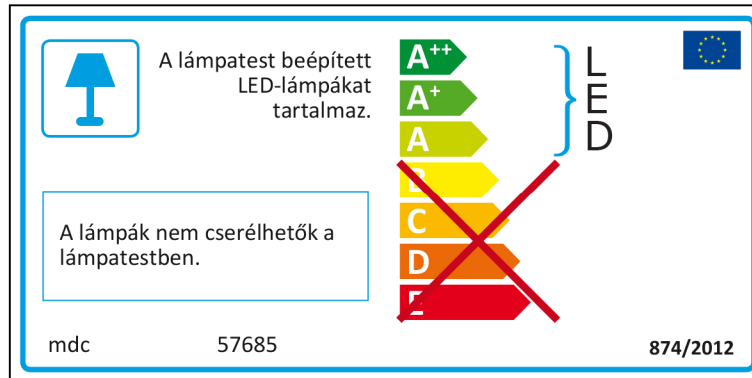 A lámpatest beépített
LED-lámpákat
tartalmaz.
A++
A+
A
B
C
D
E
L
E
D
A lámpák nem cserélhetők a
lámpatestben.
mdc 57685
874/2012